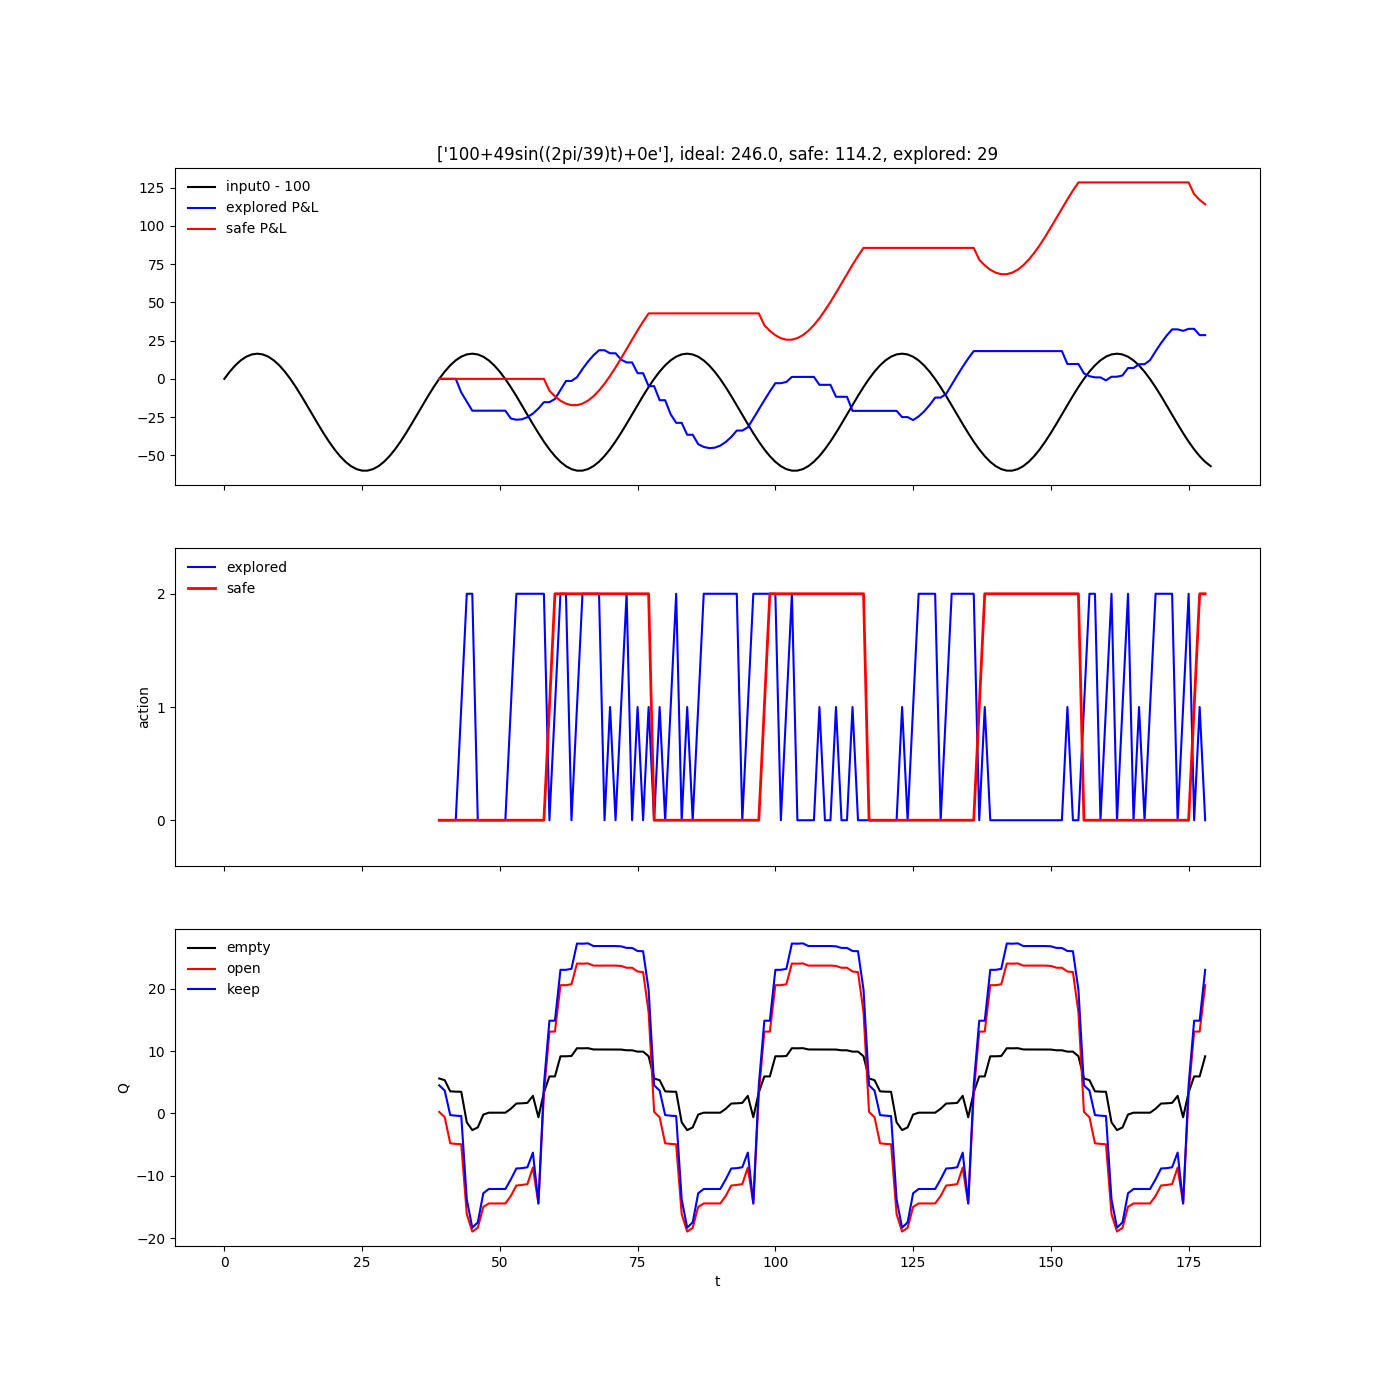 ['100+49sin((2pi/39)t)+0e'], ideal: 246.0, safe: 114.2, explored: 29
125
100
75
50
25
0
−25
−50
input0 - 100
explored P&L
safe P&L
2
1
0
action
explored
safe
20
10
0
−10
−20
Q
empty
open
keep
0 25 50 75 100 125 150 175
t